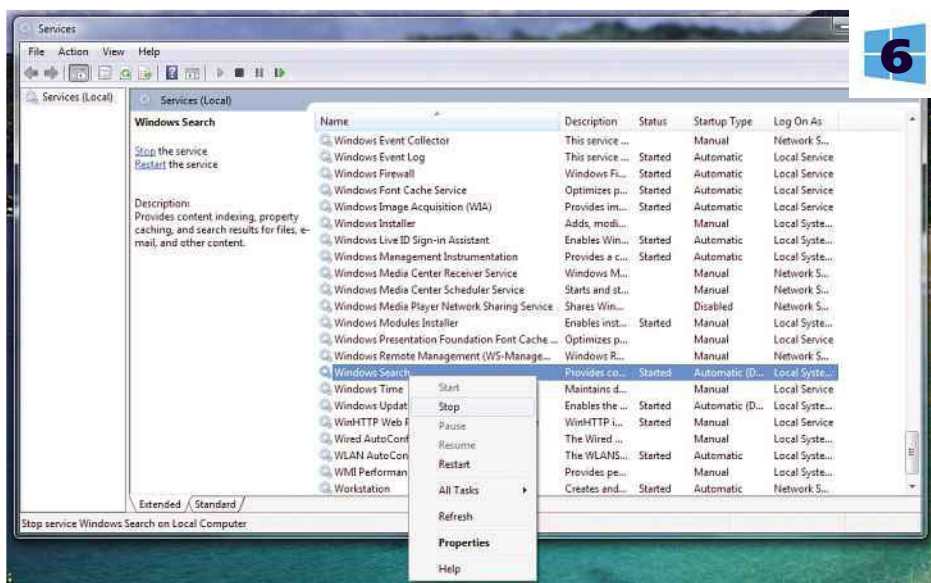 Services
6
File Action View Help
Services (Local)
Services (Local)
Windows Search
Stop the service
Restart the service
Description:
Provides content indexing, property
caching, and search results for files, e-
mail, and other content.
Name Description Status Startup Type Log On As
Windows Event Collector This service ... Manual Network S...
Windows Event Log This service ... Started Automatic Local Service
Windows Firewall Windows Fi... Started Automatic Local Service
Windows Font Cache Service Optimizes p... Started Automatic Local Service
Windows Image Acquisition (WIA) Provides im... Started Automatic Local Service
Windows Installer Adds, modi... Manual Local Syste...
Windows Live ID Sign-in Assistant Enables Win... Started Automatic Local Syste...
Windows Management Instrumentation Provides a c... Started Automatic Local Syste...
Windows Media Center Receiver Service Windows M... Manual Network S...
Windows Media Center Scheduler Service Starts and st... Manual Network S...
Windows Media Player Network Sharing Service Shares Win... Disabled Network S...
Windows Modules Installer Enables inst... Started Manual Local Syste...
Windows Presentation Foundation Font Cache ... Optimizes p... Manual Local Service
Windows Remote Management (WS-Manage... Windows R... Manual Network S...
Windows Search Provides co... Started Automatic (D... Local Syste...
Windows Time Maintains d... Manual Local Service
Windows Updat Enables the ... Started Automatic (D... Local Syste...
WinHTTP Web P WinHTTP i... Started Manual Local Service
Wired AutoConf The Wired ... Manual Local Syste...
WLAN AutoCon The WLANS... Started Automatic Local Syste...
WMI Performan Provides pe... Manual Local Syste...
Workstation Creates and... Started Automatic Network S...
Start
Stop
Pause
Resume
Restart
All Tasks
Refresh
Properties
Help
Extended Standard
Stop service Windows Search on Local Computer